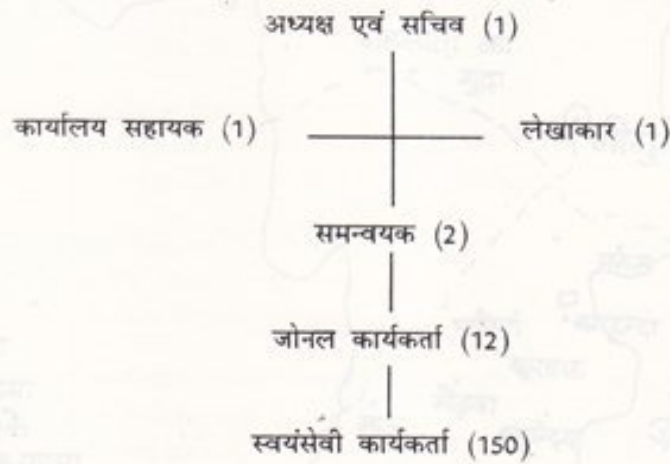 अध्यक्ष एवं सचिव (1)
कार्यालय सहायक (1) लेखाकार (1)
समन्वयक (2)
जोनल कार्यकर्ता (12)
स्वयंसेवी कार्यकर्ता (150)